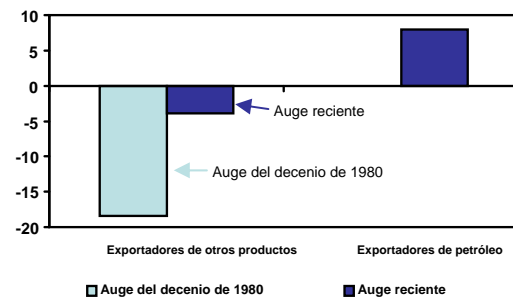 10
5
0
-5
-10
-15
-20
Auge reciente
Auge del decenio de 1980
Exportadores de otros productos
Exportadores de petróleo
Auge del decenio de 1980
Auge reciente